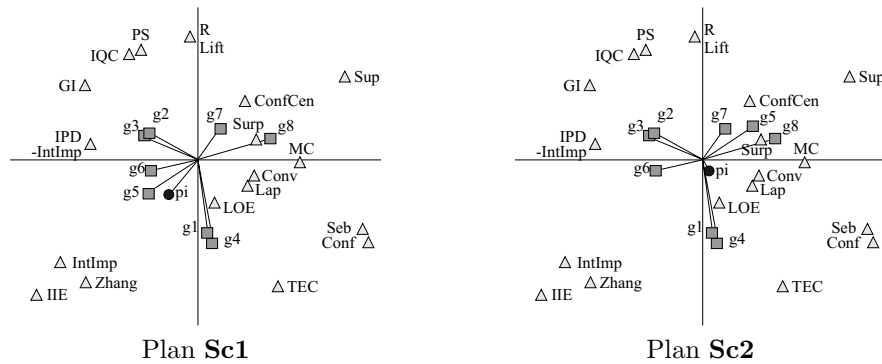 PS
R
Lift
IQC
GI
Sup
ConfCen
g2
g7
g3
Surp
g8
IPD
-IntImp
MC
g6
Conv
Lap
g5
pi
LOE
g1
g4
Seb
Conf
IntImp
Zhang
IIE
TEC
Plan Sc1
PS
R
Lift
IQC
GI
Sup
ConfCen
g2
g7
g5
g3
g8
IPD
-IntImp
Surp
MC
g6
pi
Conv
Lap
LOE
g1
g4
Seb
Conf
IntImp
Zhang
IIE
TEC
Plan Sc2